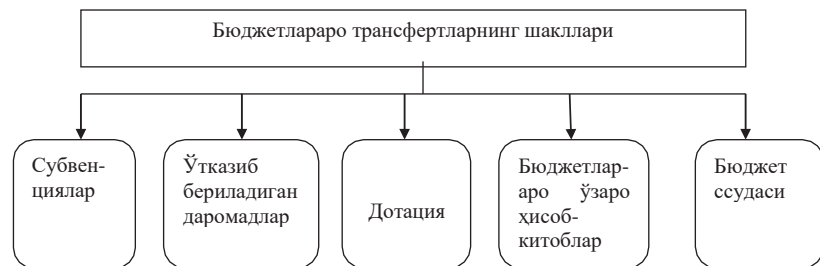 Бюджетлараро трансфертларнинг шакллари
Субвен-
циялар
Ўтказиб
бериладиган
даромадлар
Дотация
Бюджетлар-
аро ўзаро
ҳисоб-
китоблар
Бюджет
ссудаси